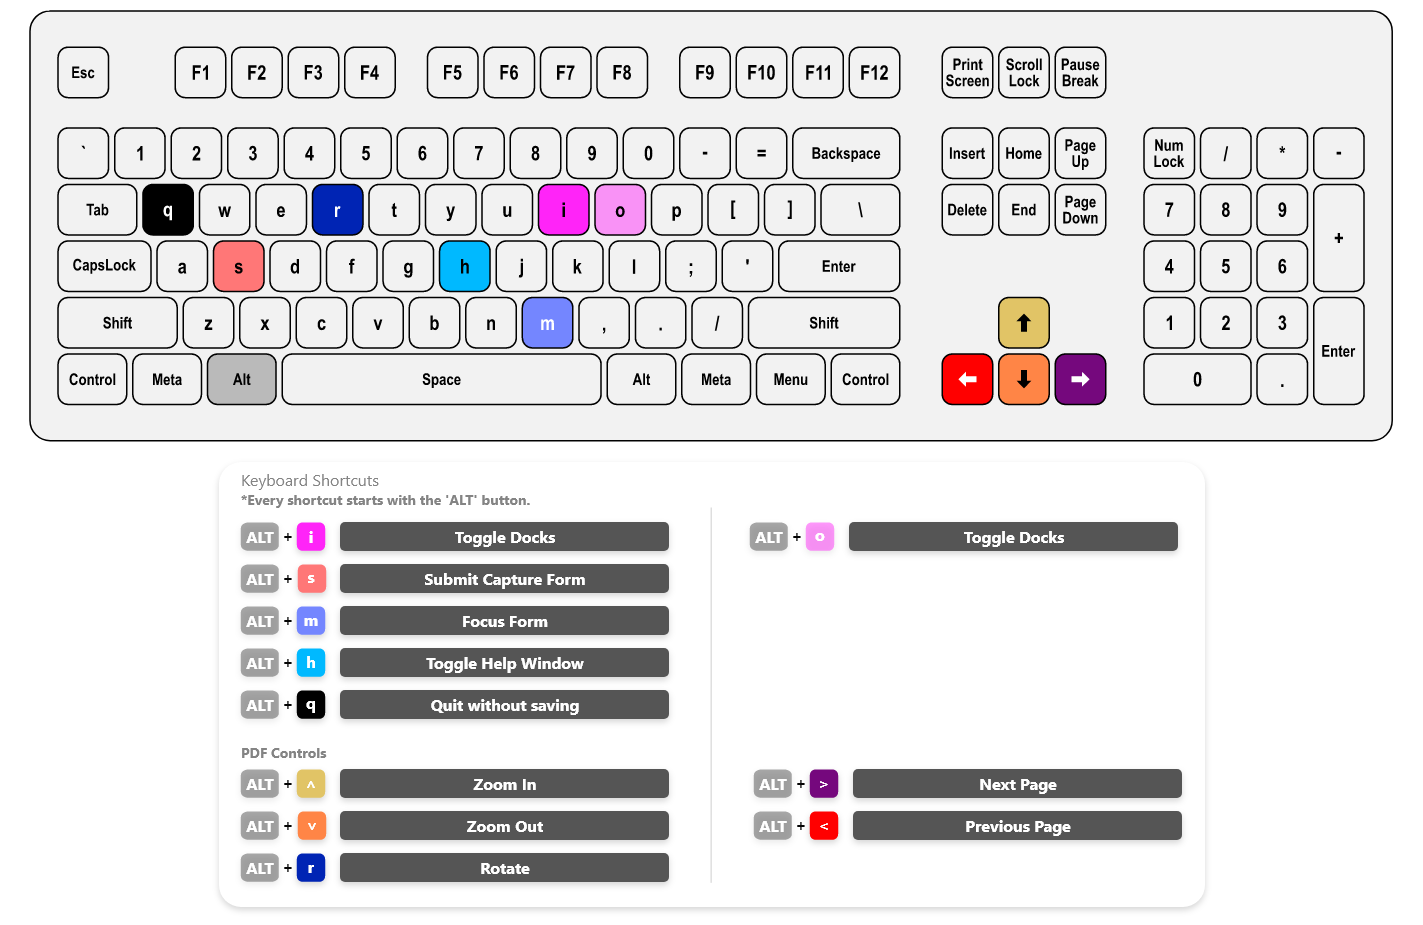 Esc F1 F2 F3 F4 F5 F6 F7 F8 F9 F10 F11 F12 Print Screen Scroll Lock Pause Break
` 1 2 3 4 5 6 7 8 9 0 - = Backspace Insert Home Page Up Num Lock / * -
Tab q w e r t y u i o p [ ] \ Delete End Page Down 7 8 9 +
CapsLock a s d f g h j k l ; ' Enter 4 5 6
Shift z x c v b n m , . / Shift 1 2 3 Enter
Control Meta Alt Space Alt Meta Menu Control 0 .
Keyboard Shortcuts
*Every shortcut starts with the 'ALT' button.
ALT + i Toggle Docks
ALT + o Toggle Docks
ALT + s Submit Capture Form
ALT + m Focus Form
ALT + h Toggle Help Window
ALT + q Quit without saving
PDF Controls
ALT + ^ Zoom In
ALT + > Next Page
ALT + v Zoom Out
ALT + < Previous Page
ALT + r Rotate